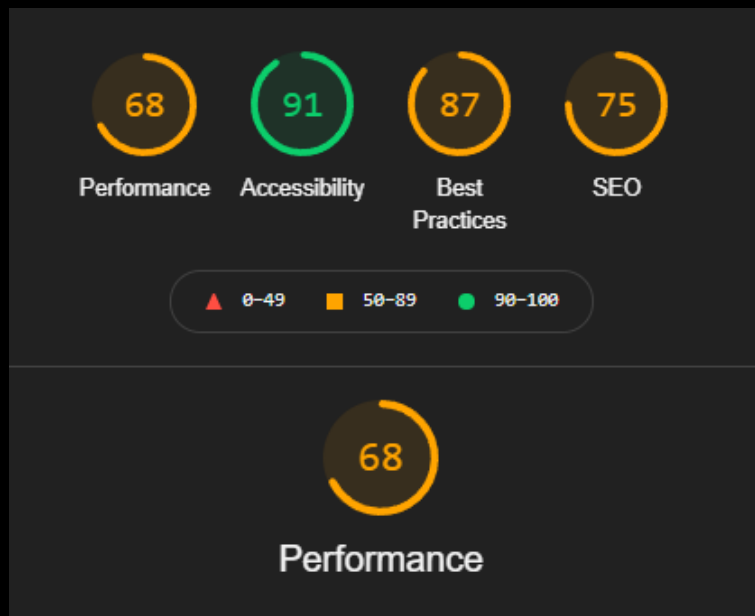 68 91 87 75
Performance Accessibility Best Practices SEO
0–49 50–89 90–100
68
Performance